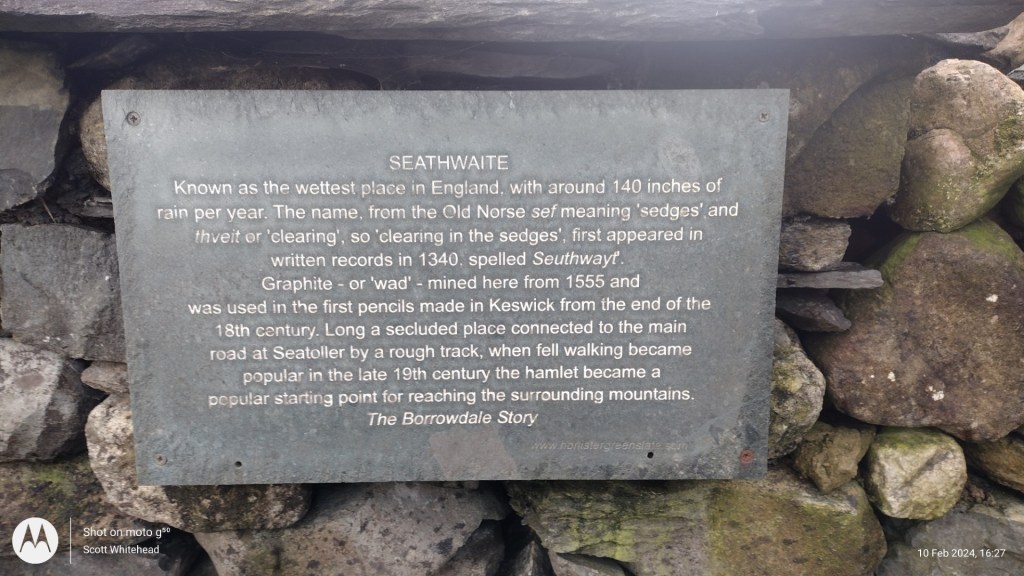 SEATHWAITE
Known as the wettest place in England, with around 140 inches of
rain per year. The name, from the Old Norse sef meaning 'sedges' and
thveit or 'clearing', so 'clearing in the sedges', first appeared in
written records in 1340, spelled Seuthwayt'.
Graphite - or 'wad' - mined here from 1555 and
was used in the first pencils made in Keswick from the end of the
18th century. Long a secluded place connected to the main
road at Seatoller by a rough track, when fell walking became
popular in the late 19th century the hamlet became a
popular starting point for reaching the surrounding mountains.
The Borrowdale Story
www.honistergreenslate.com
Shot on moto g⁵⁰
Scott Whitehead
10 Feb 2024, 16:27